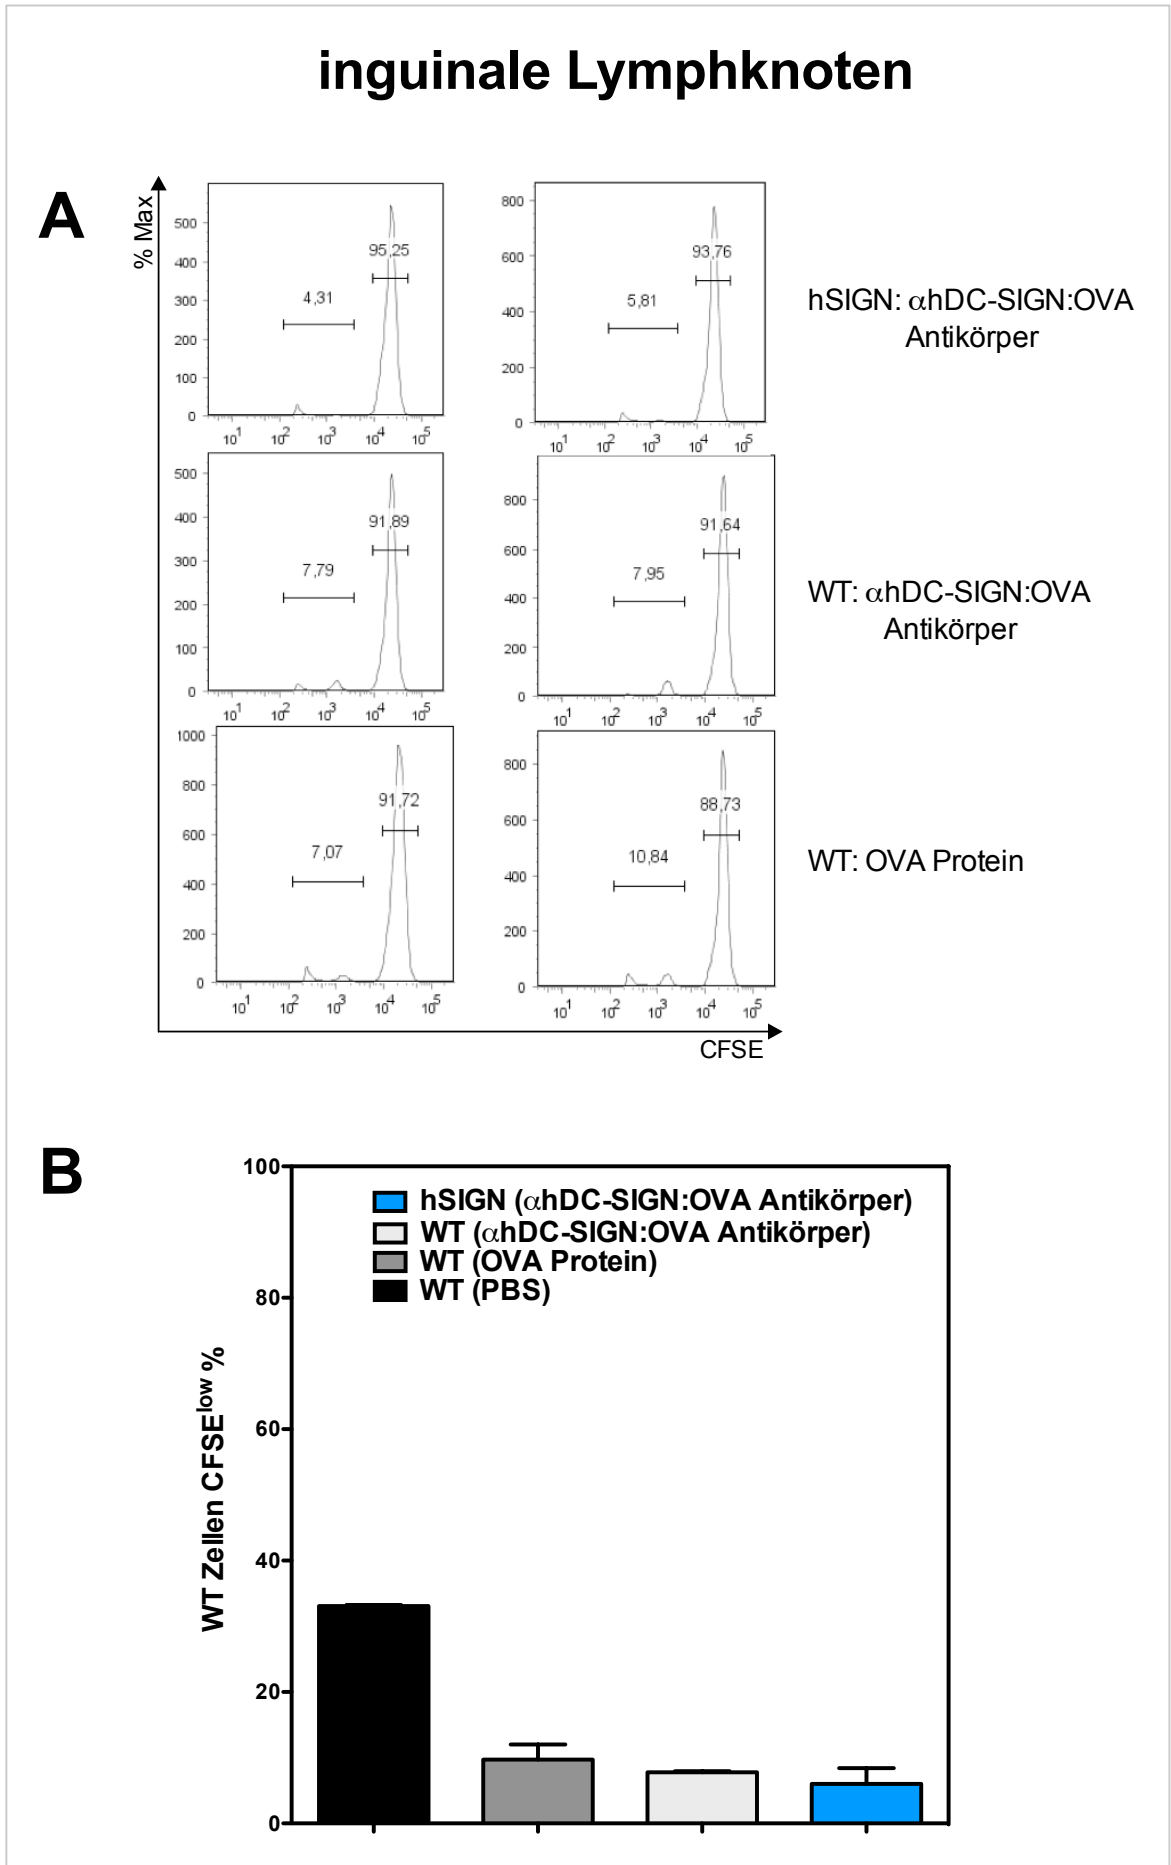 inguinale Lymphknoten
A
% Max
500
400
300
200
100
0
95,25
4,31
10¹ 10² 10³ 10⁴ 10⁵
800
600
400
200
0
93,76
5,81
10¹ 10² 10³ 10⁴ 10⁵
hSIGN: αhDC-SIGN:OVA
Antikörper
500
400
300
200
100
0
91,89
7,79
10¹ 10² 10³ 10⁴ 10⁵
800
600
400
200
0
91,64
7,95
10¹ 10² 10³ 10⁴ 10⁵
WT: αhDC-SIGN:OVA
Antikörper
1000
800
600
400
200
0
91,72
7,07
10¹ 10² 10³ 10⁴ 10⁵
800
600
400
200
0
88,73
10,84
10¹ 10² 10³ 10⁴ 10⁵
WT: OVA Protein
CFSE
B
WT Zellen CFSEˡᵒʷ %
100
80
60
40
20
0
hSIGN (αhDC-SIGN:OVA Antikörper)
WT (αhDC-SIGN:OVA Antikörper)
WT (OVA Protein)
WT (PBS)